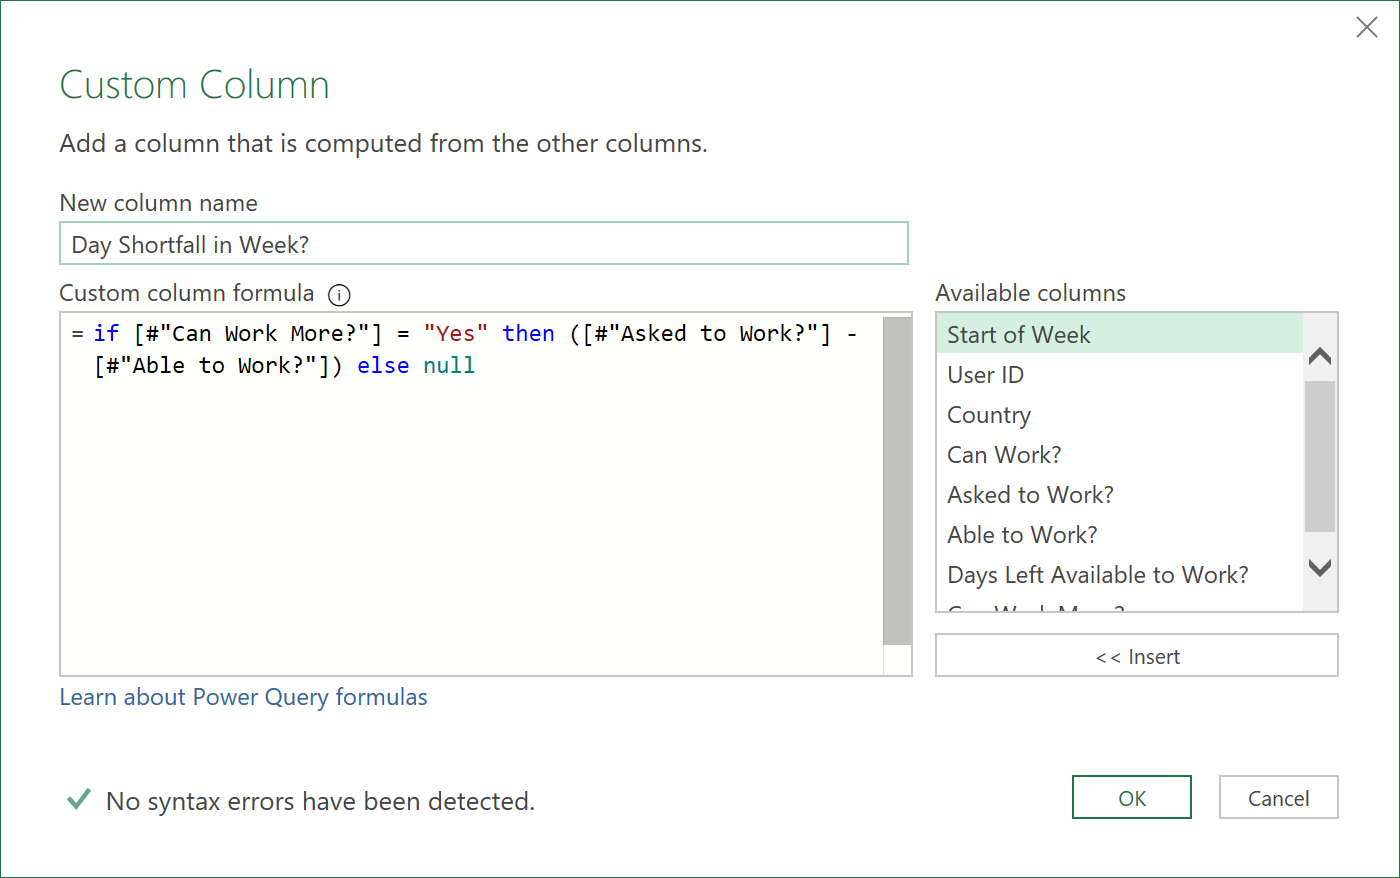 Custom Column
Add a column that is computed from the other columns.
New column name
Day Shortfall in Week?
Custom column formula
= if [#"Can Work More?"] = "Yes" then ([#"Asked to Work?"] -
[#"Able to Work?"]) else null
Available columns
Start of Week
User ID
Country
Can Work?
Asked to Work?
Able to Work?
Days Left Available to Work?
Can Work More?
<< Insert
Learn about Power Query formulas
No syntax errors have been detected.
OK
Cancel